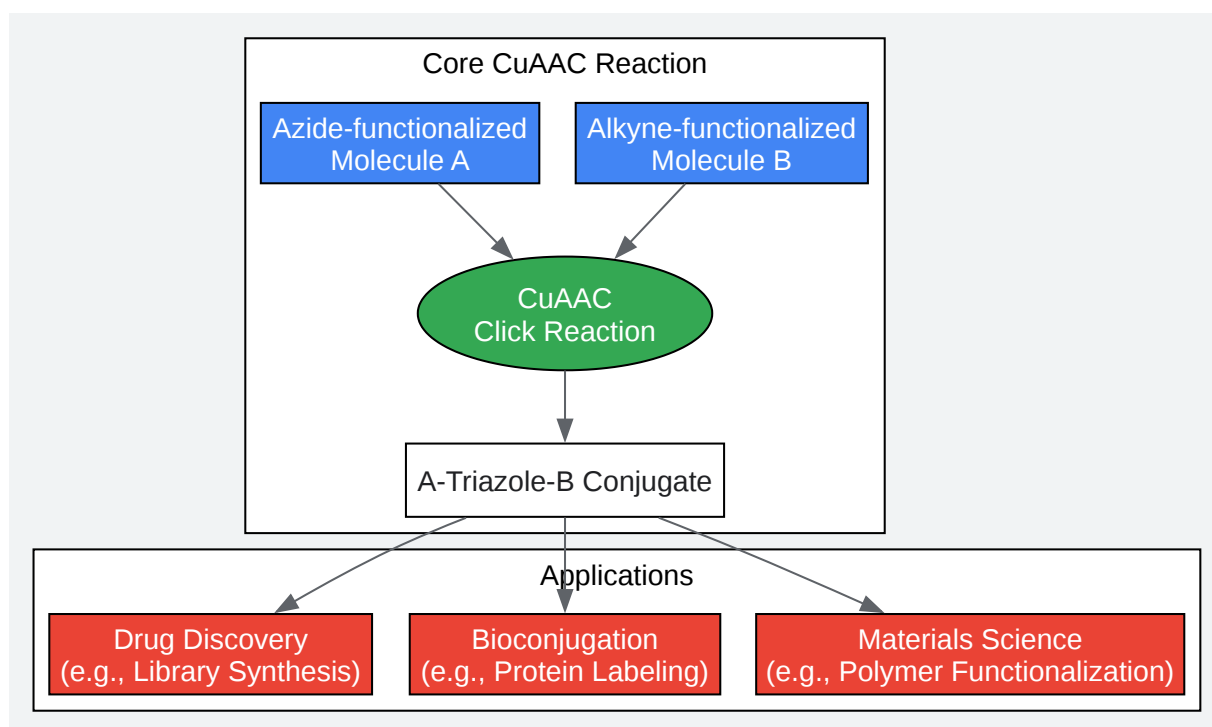 Core CuAAC Reaction
Azide-functionalized
Molecule A
Alkyne-functionalized
Molecule B
CuAAC
Click Reaction
A-Triazole-B Conjugate
Applications
Drug Discovery
(e.g., Library Synthesis)
Bioconjugation
(e.g., Protein Labeling)
Materials Science
(e.g., Polymer Functionalization)